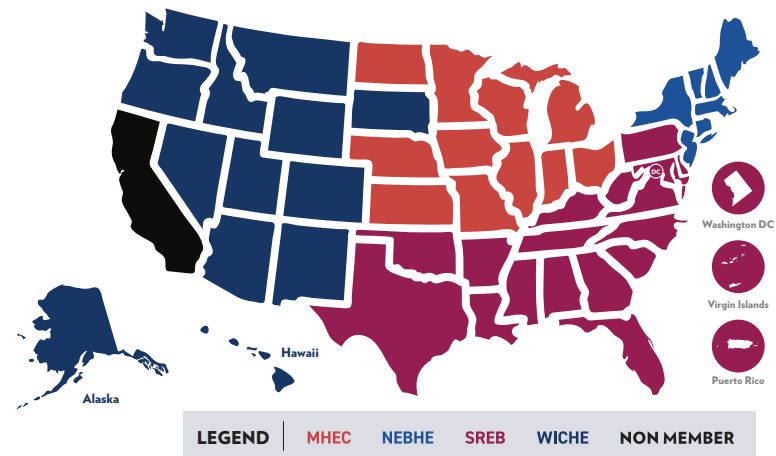 DC
Washington DC
Virgin Islands
Hawaii
Puerto Rico
Alaska
LEGEND MHEC NEBHE SREB WICHE NON MEMBER